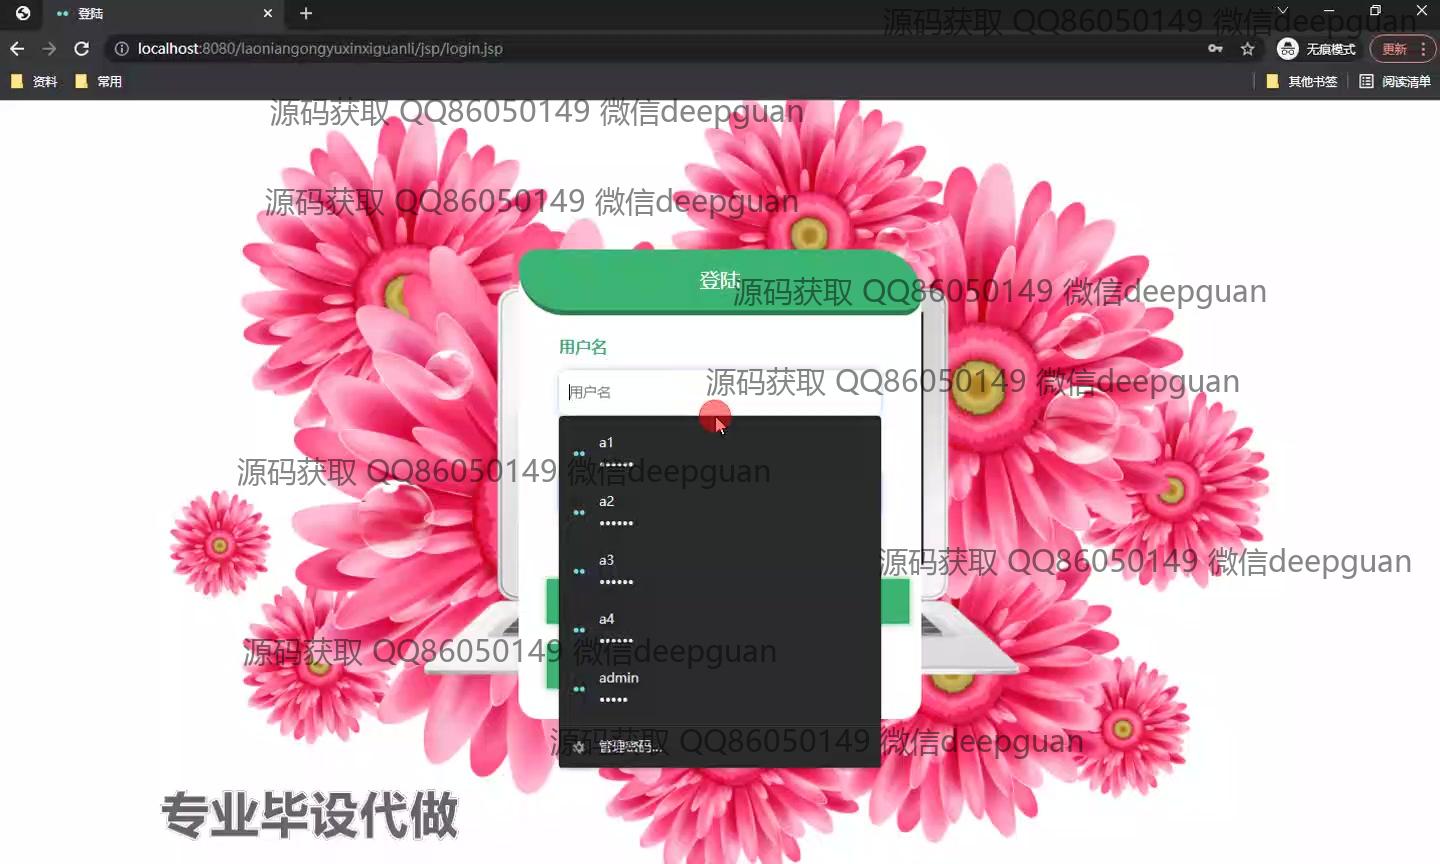 登陆
源码获取 QQ86050149 微信deepguan
localhost:8080/laoniangongyuxinxiguanli/jsp/login.jsp
无痕模式
更新
资料
常用
其他书签
阅读清单
源码获取 QQ86050149 微信deepguan
源码获取 QQ86050149 微信deepguan
登陆
源码获取 QQ86050149 微信deepguan
用户名
用户名
源码获取 QQ86050149 微信deepguan
a1
••••••
源码获取 QQ86050149 微信deepguan
a2
••••••
a3
••••••
源码获取 QQ86050149 微信deepguan
a4
••••••
源码获取 QQ86050149 微信deepguan
admin
•••••
管理密码...
源码获取 QQ86050149 微信deepguan
专业毕设代做